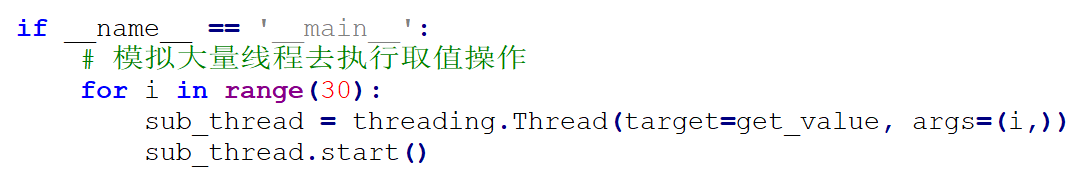 if __name__ == '__main__':
    # 模拟大量线程去执行取值操作
    for i in range(30):
        sub_thread = threading.Thread(target=get_value, args=(i,))
        sub_thread.start()